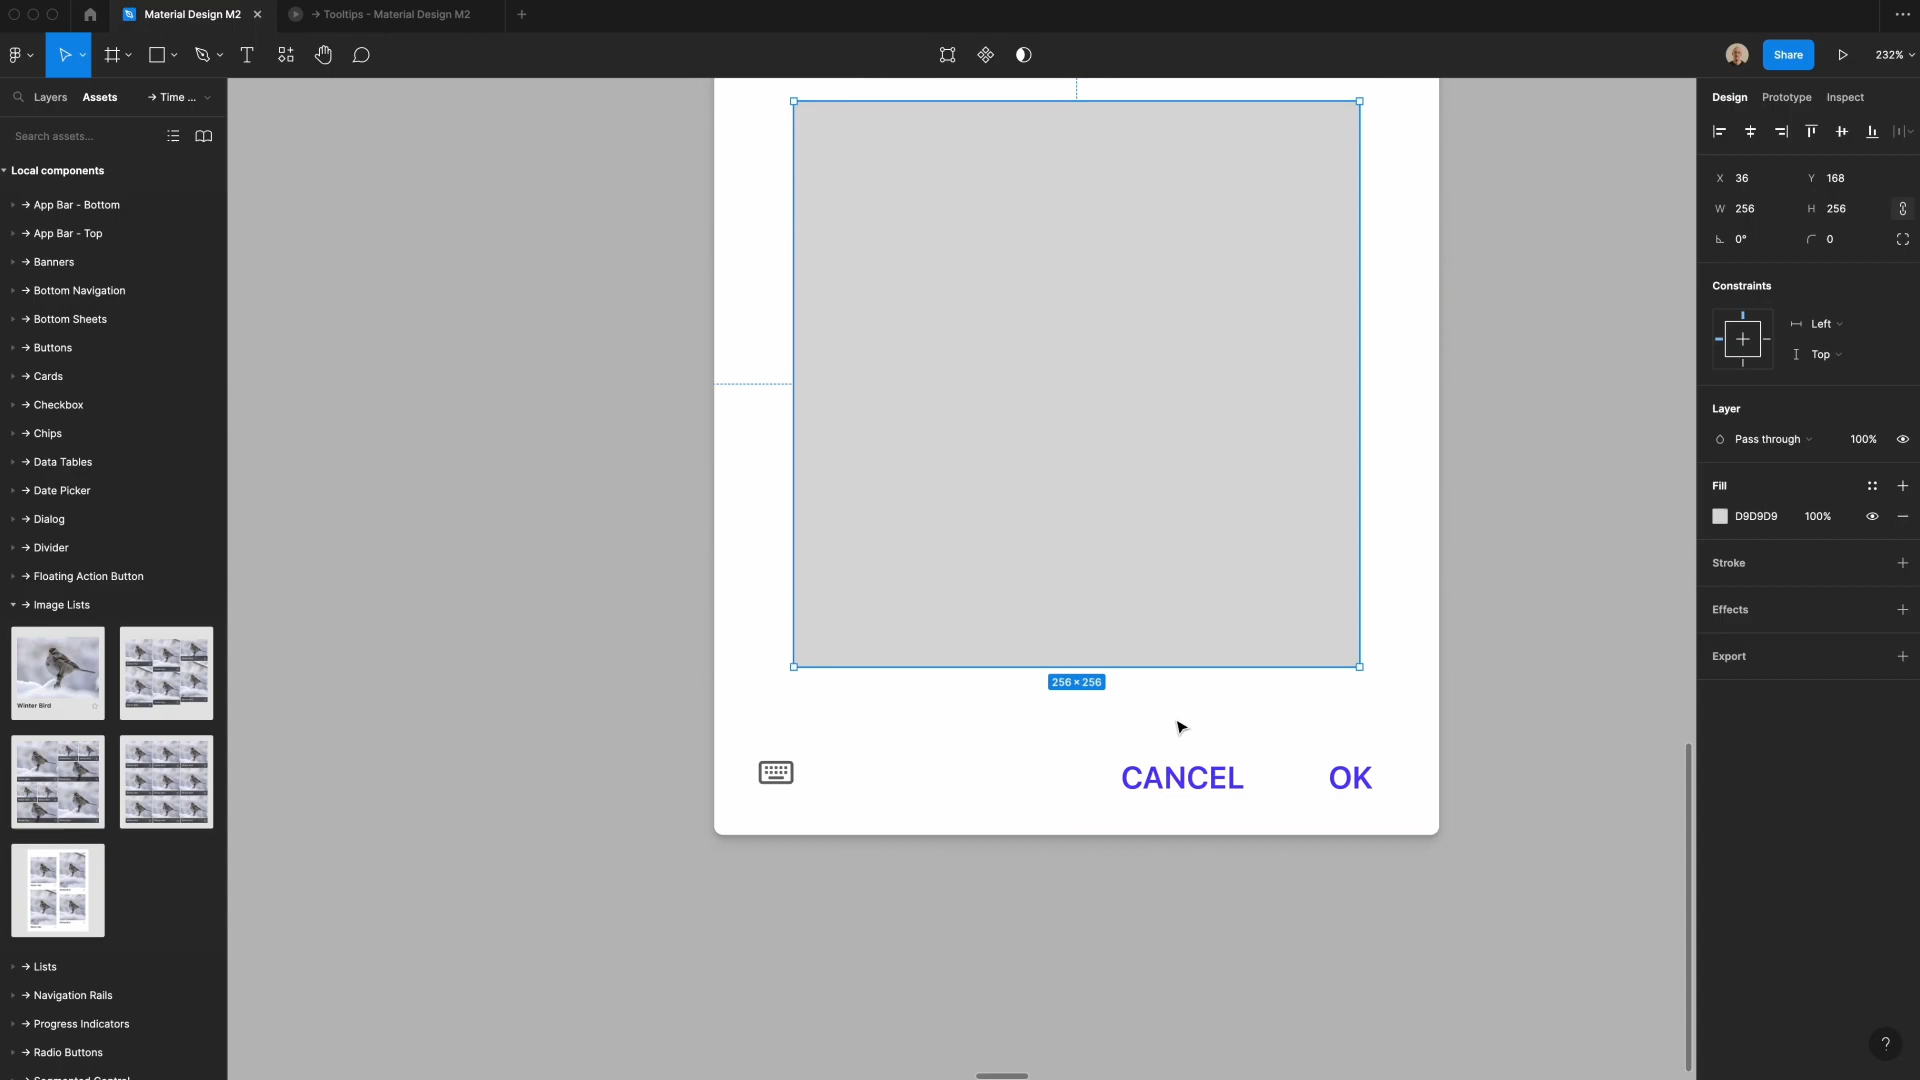 Material Design M2
→ Tooltips - Material Design M2
Share
232%
Layers
Assets
→ Time ...
Search assets...
Local components
→ App Bar - Bottom
→ App Bar - Top
→ Banners
→ Bottom Navigation
→ Bottom Sheets
→ Buttons
→ Cards
→ Checkbox
→ Chips
→ Data Tables
→ Date Picker
→ Dialog
→ Divider
→ Floating Action Button
→ Image Lists
Winter Bird
→ Lists
→ Navigation Rails
→ Progress Indicators
→ Radio Buttons
→ Segmented Control
256 × 256
CANCEL
OK
Design
Prototype
Inspect
X 36
Y 168
W 256
H 256
0°
0
Constraints
Left
Top
Layer
Pass through
100%
Fill
D9D9D9
100%
Stroke
Effects
Export
?